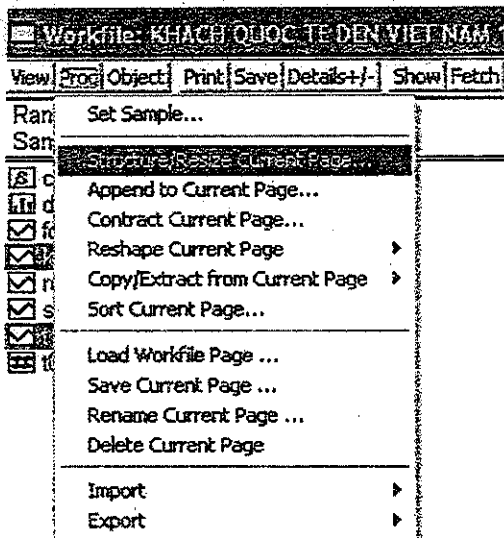 Workfile: KHACH QUOC TE DEN VIET NAM
View Proc Object Print Save Details+/- Show Fetch
Ran
Sam
Set Sample...
Structure/Resize Current Page...
Append to Current Page...
Contract Current Page...
Reshape Current Page
Copy/Extract from Current Page
Sort Current Page...
Load Workfile Page ...
Save Current Page ...
Rename Current Page ...
Delete Current Page
Import
Export